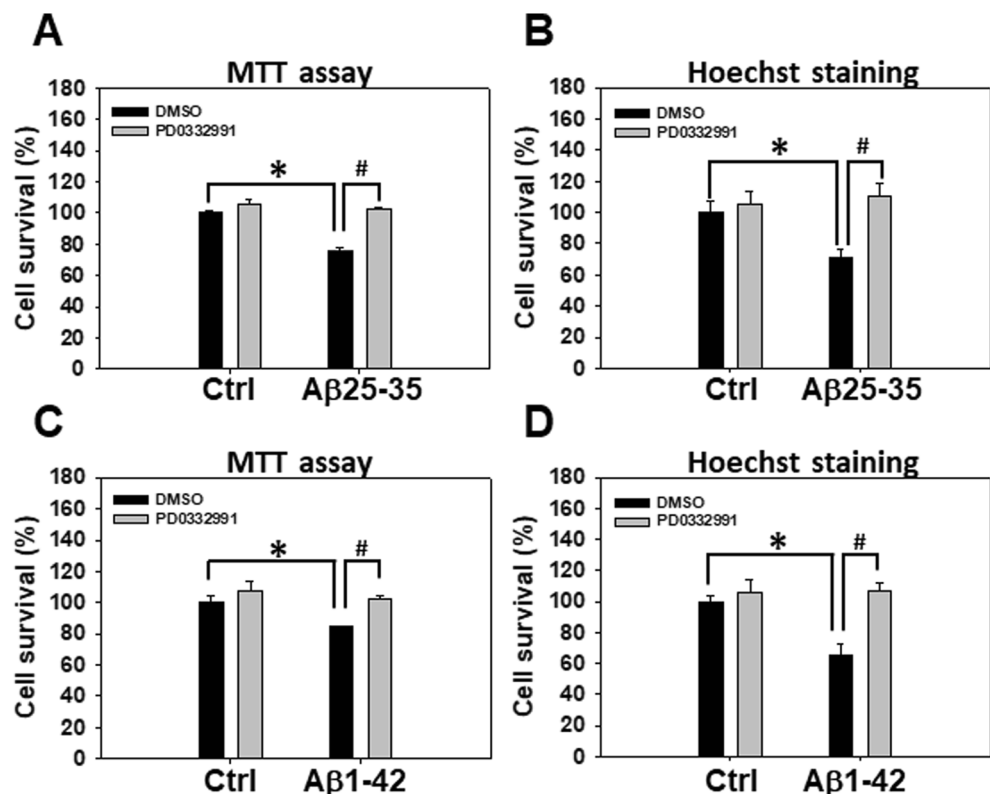 A
MTT assay
180
160
140
120
100
80
60
40
20
0
Cell survival (%)
DMSO
PD0332991
*
#
Ctrl
Aβ25-35
B
Hoechst staining
180
160
140
120
100
80
60
40
20
0
Cell survival (%)
DMSO
PD0332991
*
#
Ctrl
Aβ25-35
C
MTT assay
180
160
140
120
100
80
60
40
20
0
Cell survival (%)
DMSO
PD0332991
*
#
Ctrl
Aβ1-42
D
Hoechst staining
180
160
140
120
100
80
60
40
20
0
Cell survival (%)
DMSO
PD0332991
*
#
Ctrl
Aβ1-42